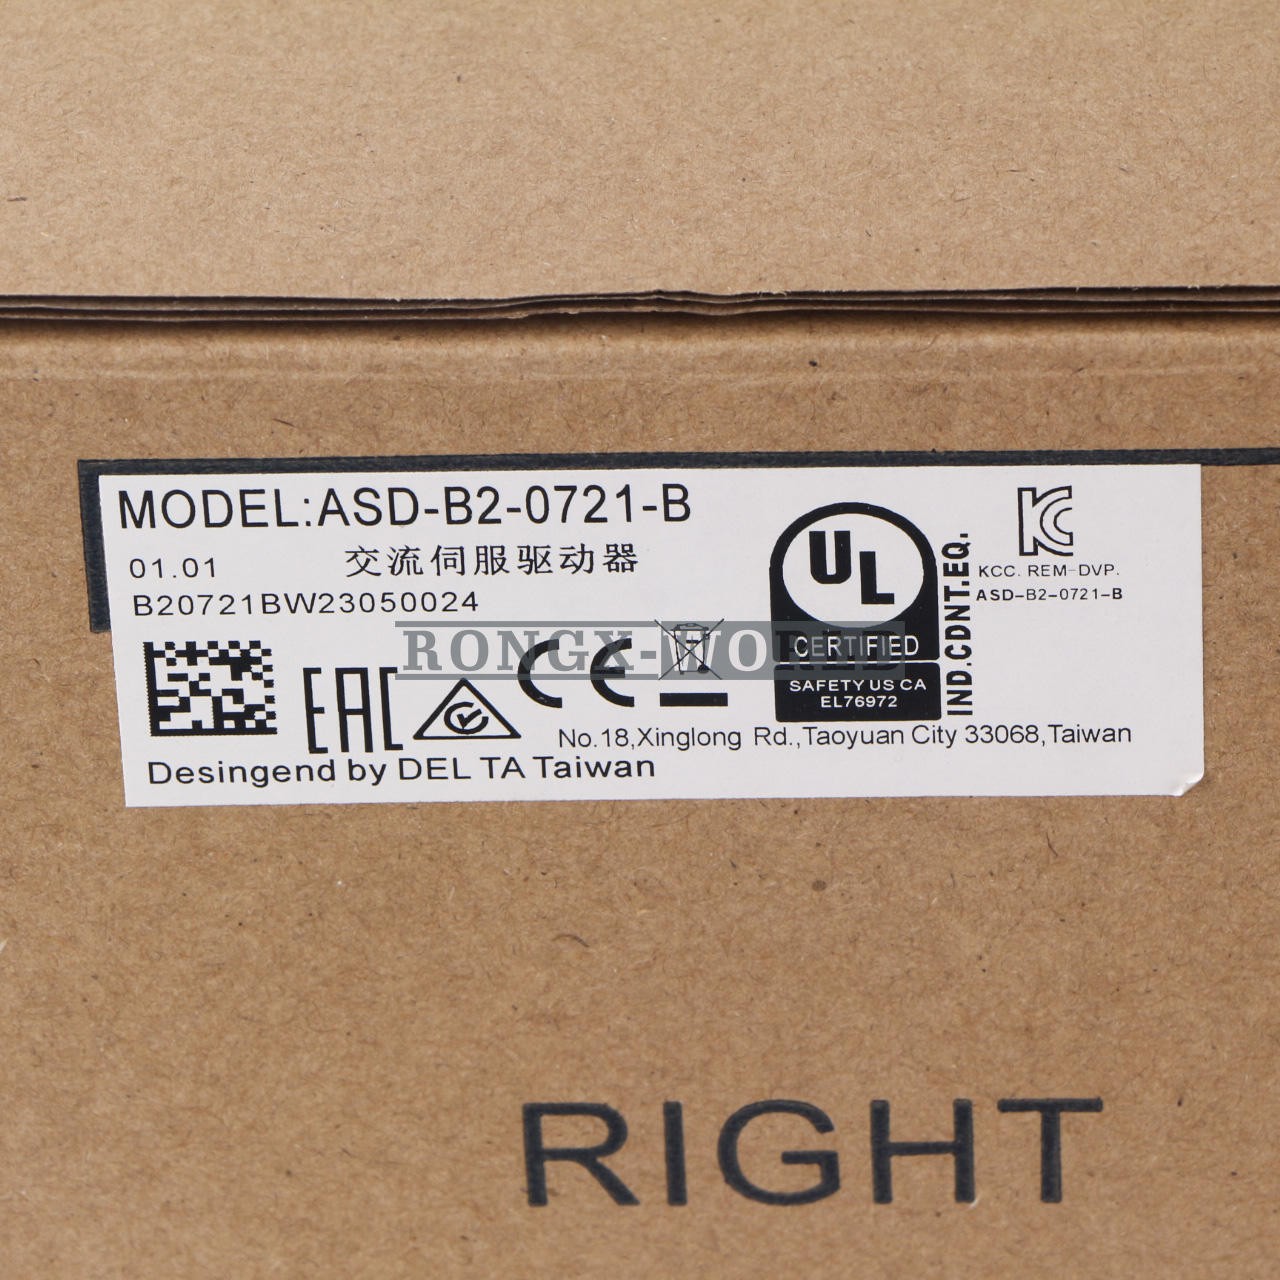 MODEL:ASD-B2-0721-B
01.01 交流伺服驱动器
B20721BW23050024
RONGX-WORLD
EAC
CE
UL
CERTIFIED
SAFETY US CA
EL76972
IND.CDNT.EQ.
KC
KCC. REM-DVP.
ASD-B2-0721-B
No.18,Xinglong Rd.,Taoyuan City 33068,Taiwan
Desingend by DEL TA Taiwan
RIGHT